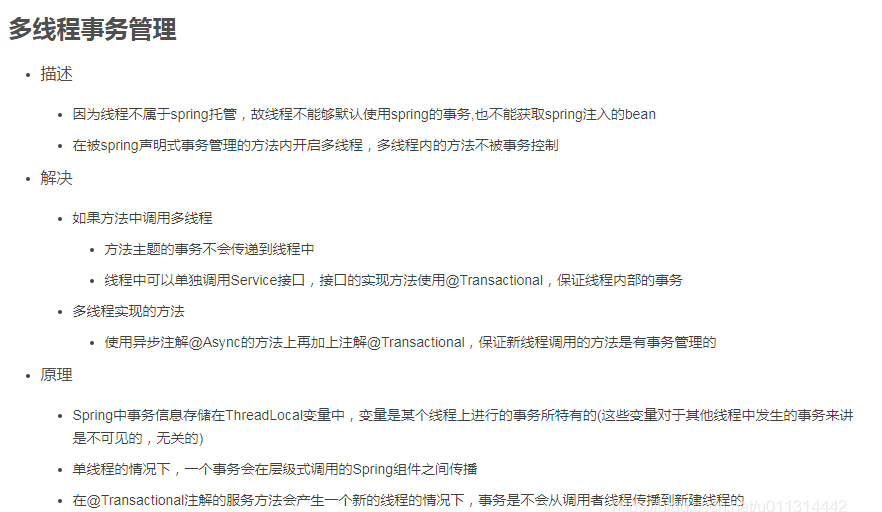 多线程事务管理
描述
因为线程不属于spring托管，故线程不能够默认使用spring的事务,也不能获取spring注入的bean
在被spring声明式事务管理的方法内开启多线程，多线程内的方法不被事务控制
解决
如果方法中调用多线程
方法主题的事务不会传递到线程中
线程中可以单独调用Service接口，接口的实现方法使用@Transactional，保证线程内部的事务
多线程实现的方法
使用异步注解@Async的方法上再加上注解@Transactional，保证新线程调用的方法是有事务管理的
原理
Spring中事务信息存储在ThreadLocal变量中，变量是某个线程上进行的事务所特有的(这些变量对于其他线程中发生的事务来讲
是不可见的，无关的)
单线程的情况下，一个事务会在层级式调用的Spring组件之间传播
在@Transactional注解的服务方法会产生一个新的线程的情况下，事务是不会从调用者线程传播到新建线程的
https://blog.csdn.net/u011314442